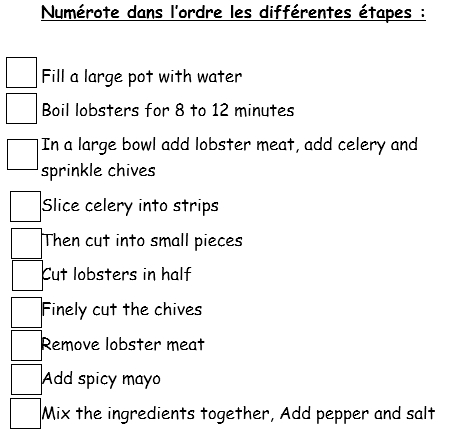 Numérote dans l'ordre les différentes étapes :
Fill a large pot with water
Boil lobsters for 8 to 12 minutes
In a large bowl add lobster meat, add celery and
sprinkle chives
Slice celery into strips
Then cut into small pieces
Cut lobsters in half
Finely cut the chives
Remove lobster meat
Add spicy mayo
Mix the ingredients together, Add pepper and salt